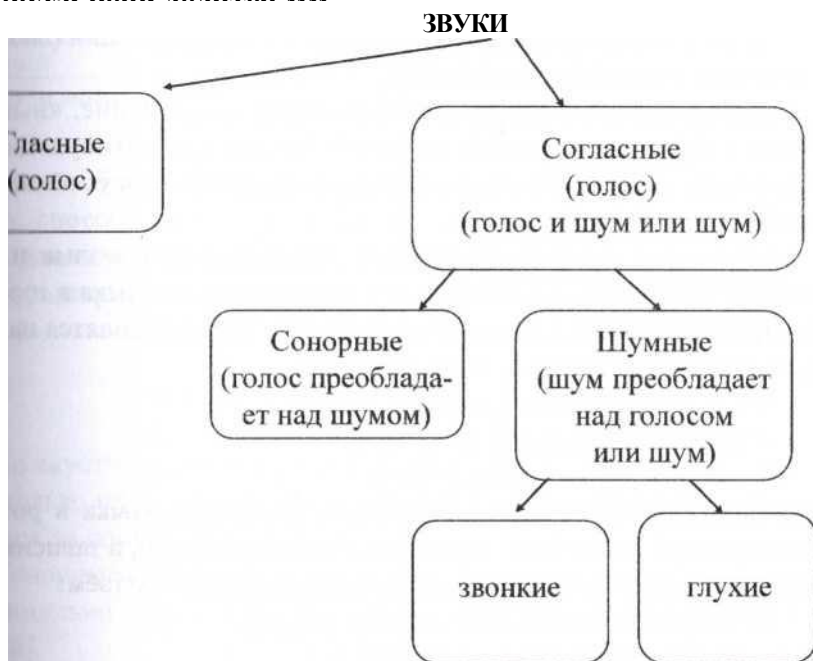 ЗВУКИ
Гласные
(голос)
Согласные
(голос)
(голос и шум или шум)
Сонорные
(голос преоблада-
ет над шумом)
Шумные
(шум преобладает
над голосом
или шум)
звонкие
глухие